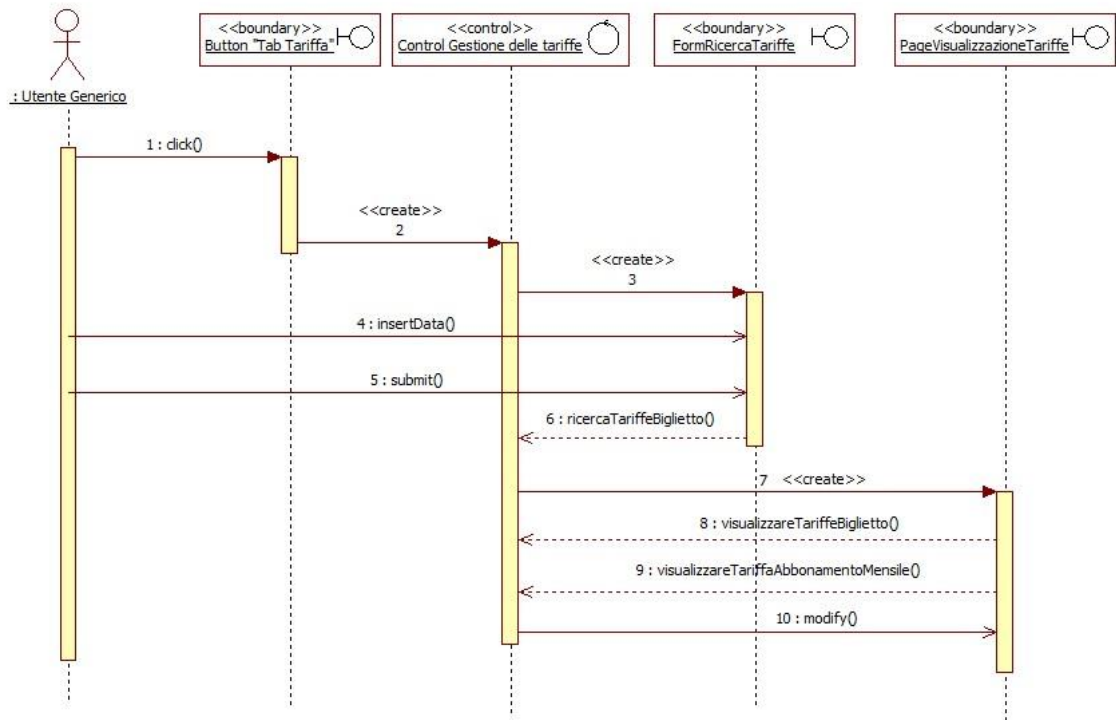 <<boundary>>
Button "Tab Tariffa"
<<control>>
Control Gestione delle tariffe
<<boundary>>
FormRicercaTariffe
<<boundary>>
PageVisualizzazioneTariffe
: Utente Generico
1 : click()
<<create>>
2
<<create>>
3
4 : insertData()
5 : submit()
6 : ricercaTariffeBiglietto()
7 <<create>>
8 : visualizzareTariffeBiglietto()
9 : visualizzareTariffaAbbonamentoMensile()
10 : modify()